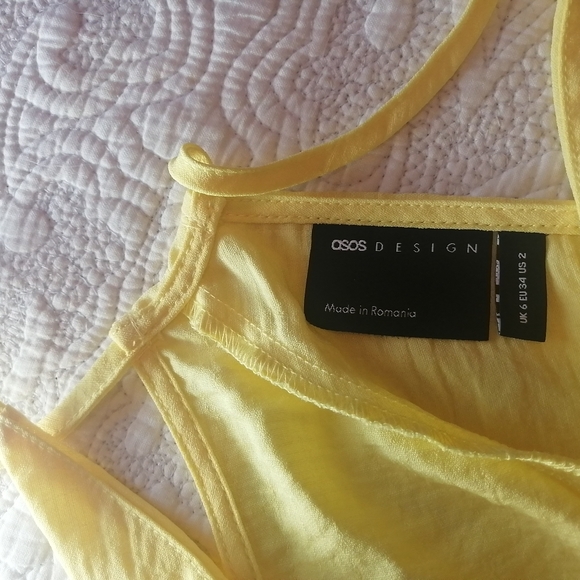 asos DESIGN
Made in Romania
UK 6 EU 34 US 2